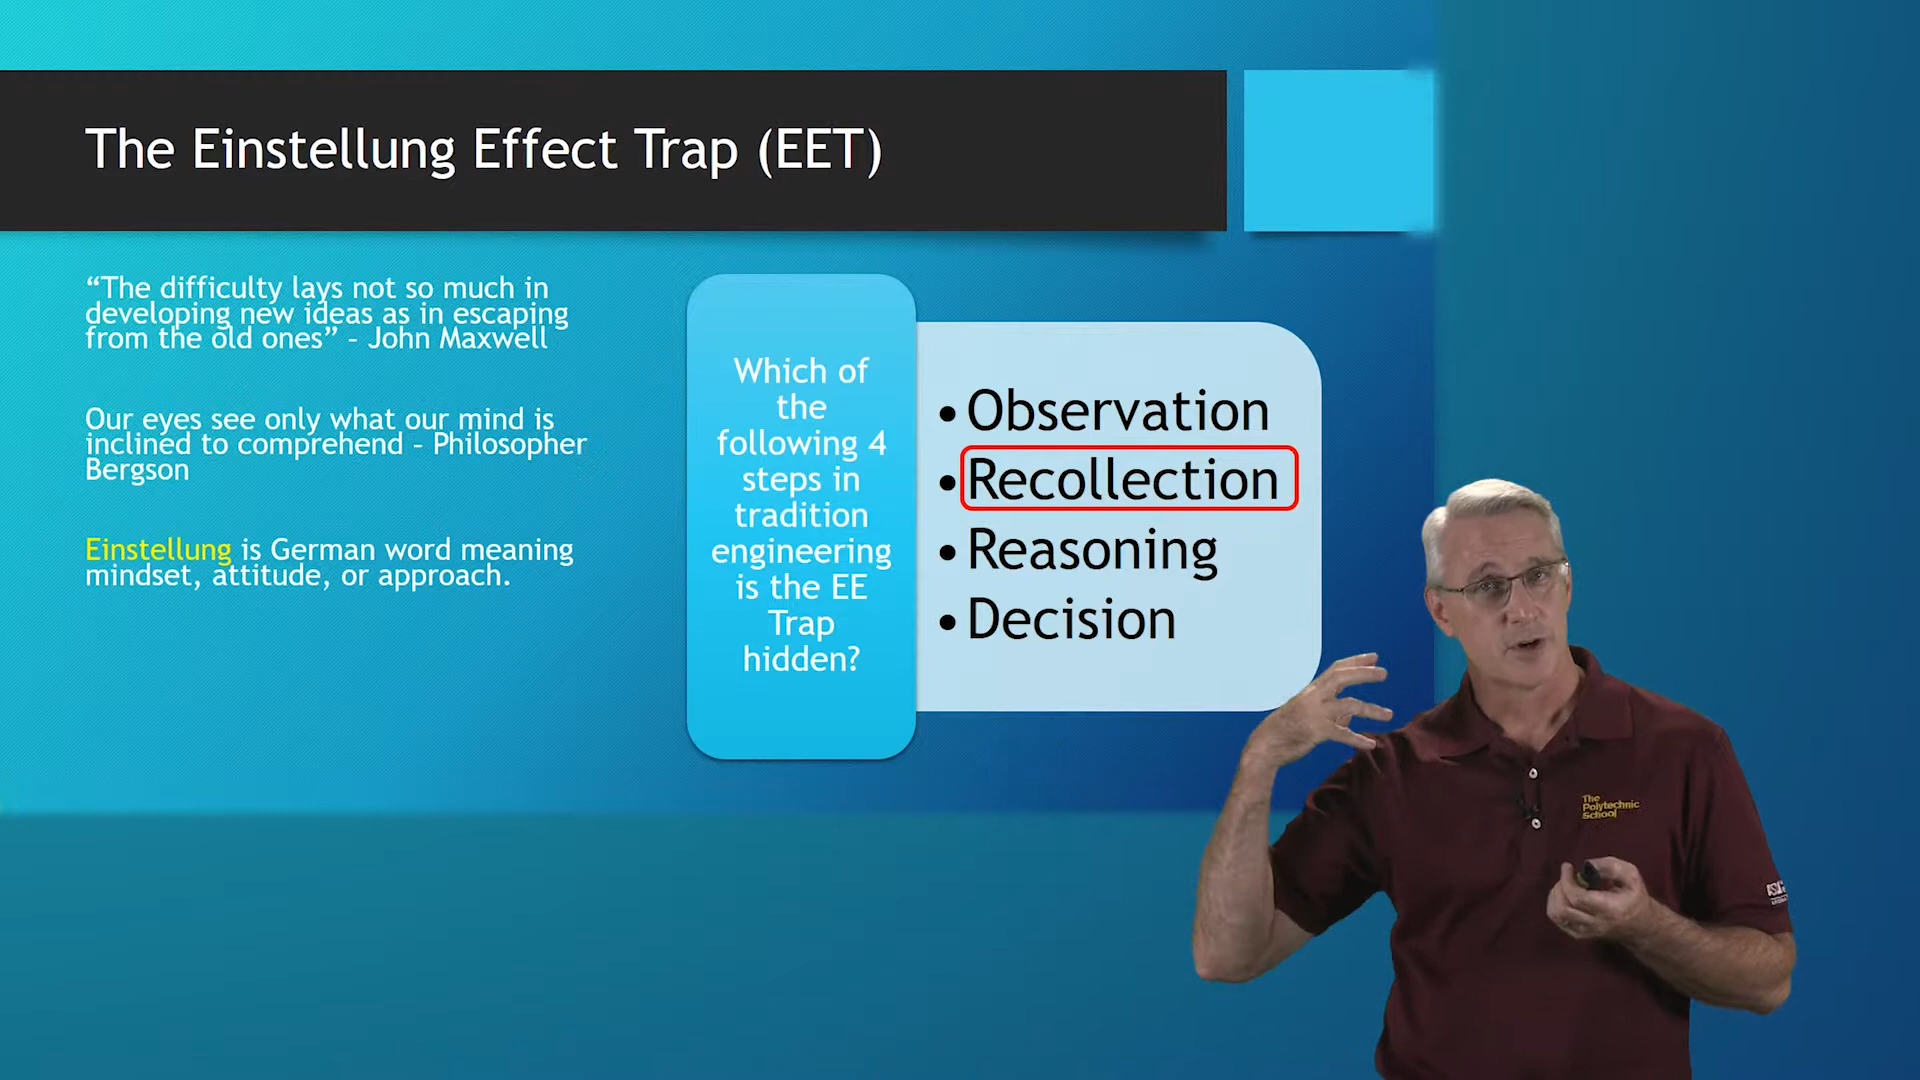 The Einstellung Effect Trap (EET)
“The difficulty lays not so much in
developing new ideas as in escaping
from the old ones” – John Maxwell
Our eyes see only what our mind is
inclined to comprehend – Philosopher
Bergson
Einstellung is German word meaning
mindset, attitude, or approach.
Which of
the
following 4
steps in
tradition
engineering
is the EE
Trap
hidden?
• Observation
• Recollection
• Reasoning
• Decision
The
Polytechnic
School